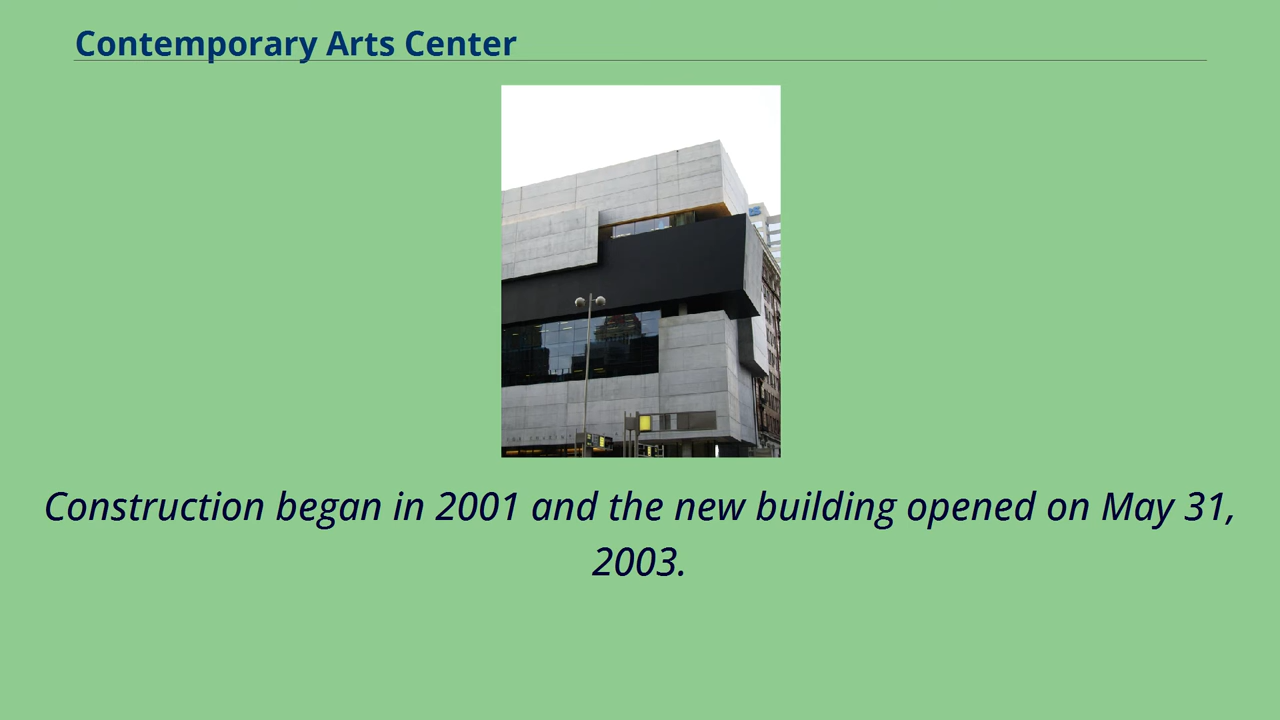 Contemporary Arts Center
Construction began in 2001 and the new building opened on May 31,
2003.